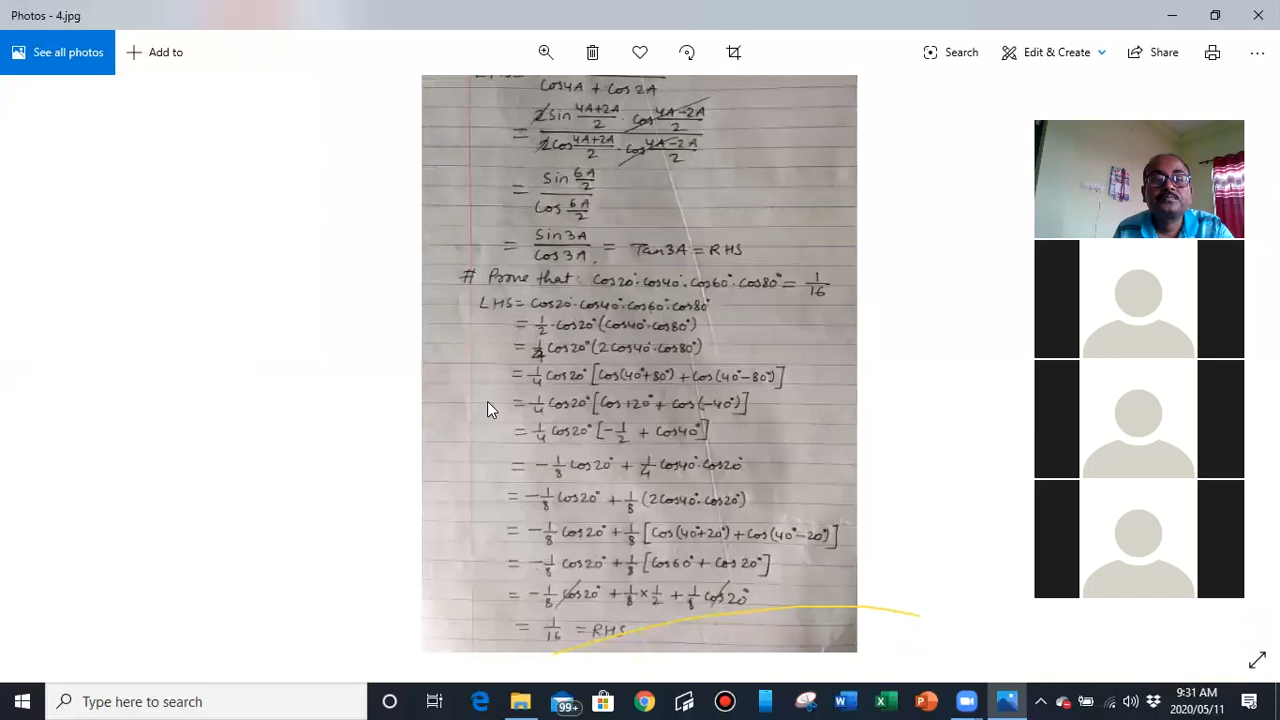 Photos - 4.jpg
See all photos
Add to
Search
Edit & Create
Share
Cos4A + Cos2A
= 2Sin (4A+2A)/2 · Cos (4A-2A)/2
2Cos (4A+2A)/2 · Cos (4A-2A)/2
= Sin 6A/2
Cos 6A/2
= Sin3A / Cos3A = Tan3A = RHS
# Prove that: Cos20°·Cos40°·Cos60°·Cos80° = 1/16
LHS = Cos20°·Cos40°·Cos60°·Cos80°
= 1/2·Cos20°(Cos40°·Cos80°)
= 1/4 Cos20°(2Cos40°·Cos80°)
= 1/4 Cos20° [Cos(40°+80°) + Cos(40°-80°)]
= 1/4 Cos20° [Cos120° + Cos(-40°)]
= 1/4 Cos20° [-1/2 + Cos40°]
= -1/8 Cos20° + 1/4 Cos40°·Cos20°
= -1/8 Cos20° + 1/8 (2Cos40°·Cos20°)
= -1/8 Cos20° + 1/8 [Cos(40°+20°) + Cos(40°-20°)]
= -1/8 Cos20° + 1/8 [Cos60° + Cos20°]
= -1/8 Cos20° + 1/8 × 1/2 + 1/8 Cos20°
= 1/16 = RHS
Type here to search
99+
9:31 AM
2020/05/11